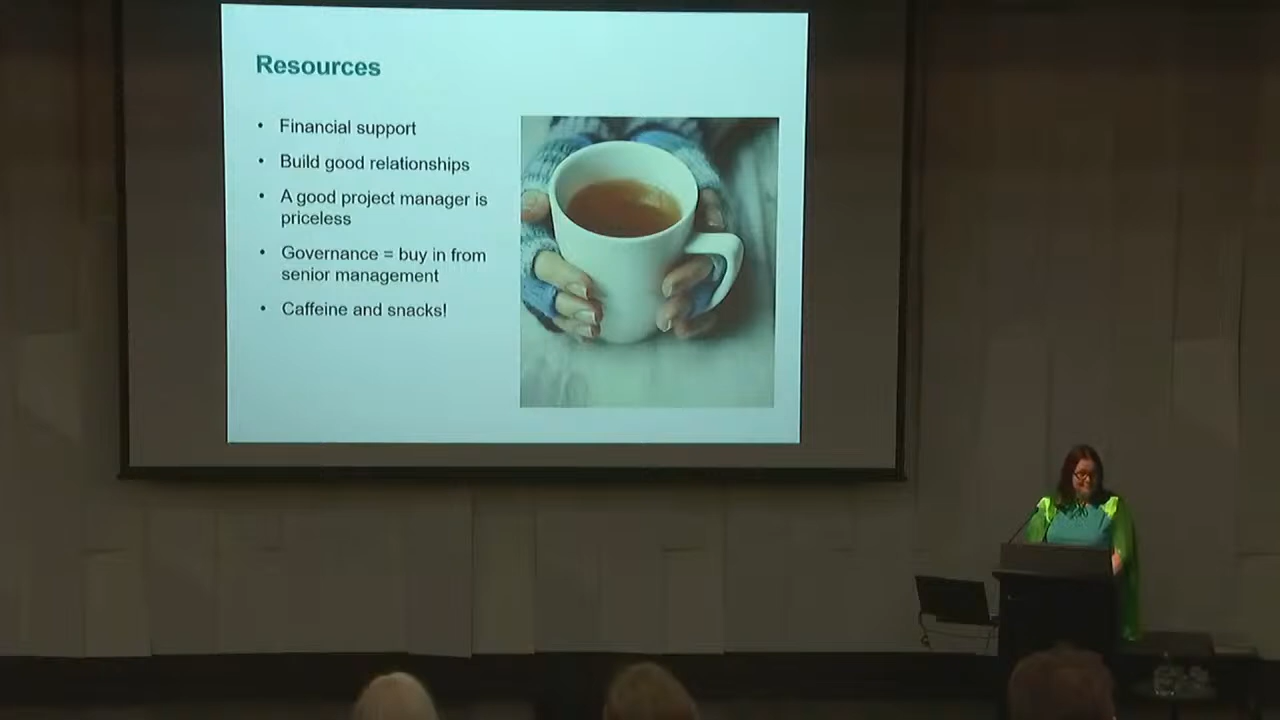 Resources
• Financial support
• Build good relationships
• A good project manager is
priceless
• Governance = buy in from
senior management
• Caffeine and snacks!